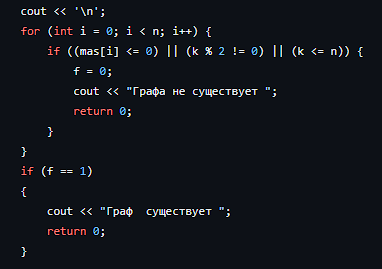 cout << '\n';
for (int i = 0; i < n; i++) {
if ((mas[i] <= 0) || (k % 2 != 0) || (k <= n)) {
f = 0;
cout << "Графа не существует ";
return 0;
}
}
if (f == 1)
{
cout << "Граф  существует ";
return 0;
}